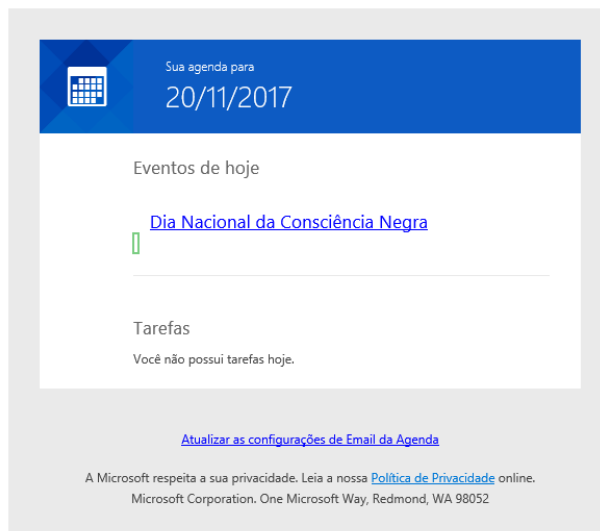 Sua agenda para
20/11/2017
Eventos de hoje
Dia Nacional da Consciência Negra
Tarefas
Você não possui tarefas hoje.
Atualizar as configurações de Email da Agenda
A Microsoft respeita a sua privacidade. Leia a nossa Política de Privacidade online.
Microsoft Corporation. One Microsoft Way, Redmond, WA 98052